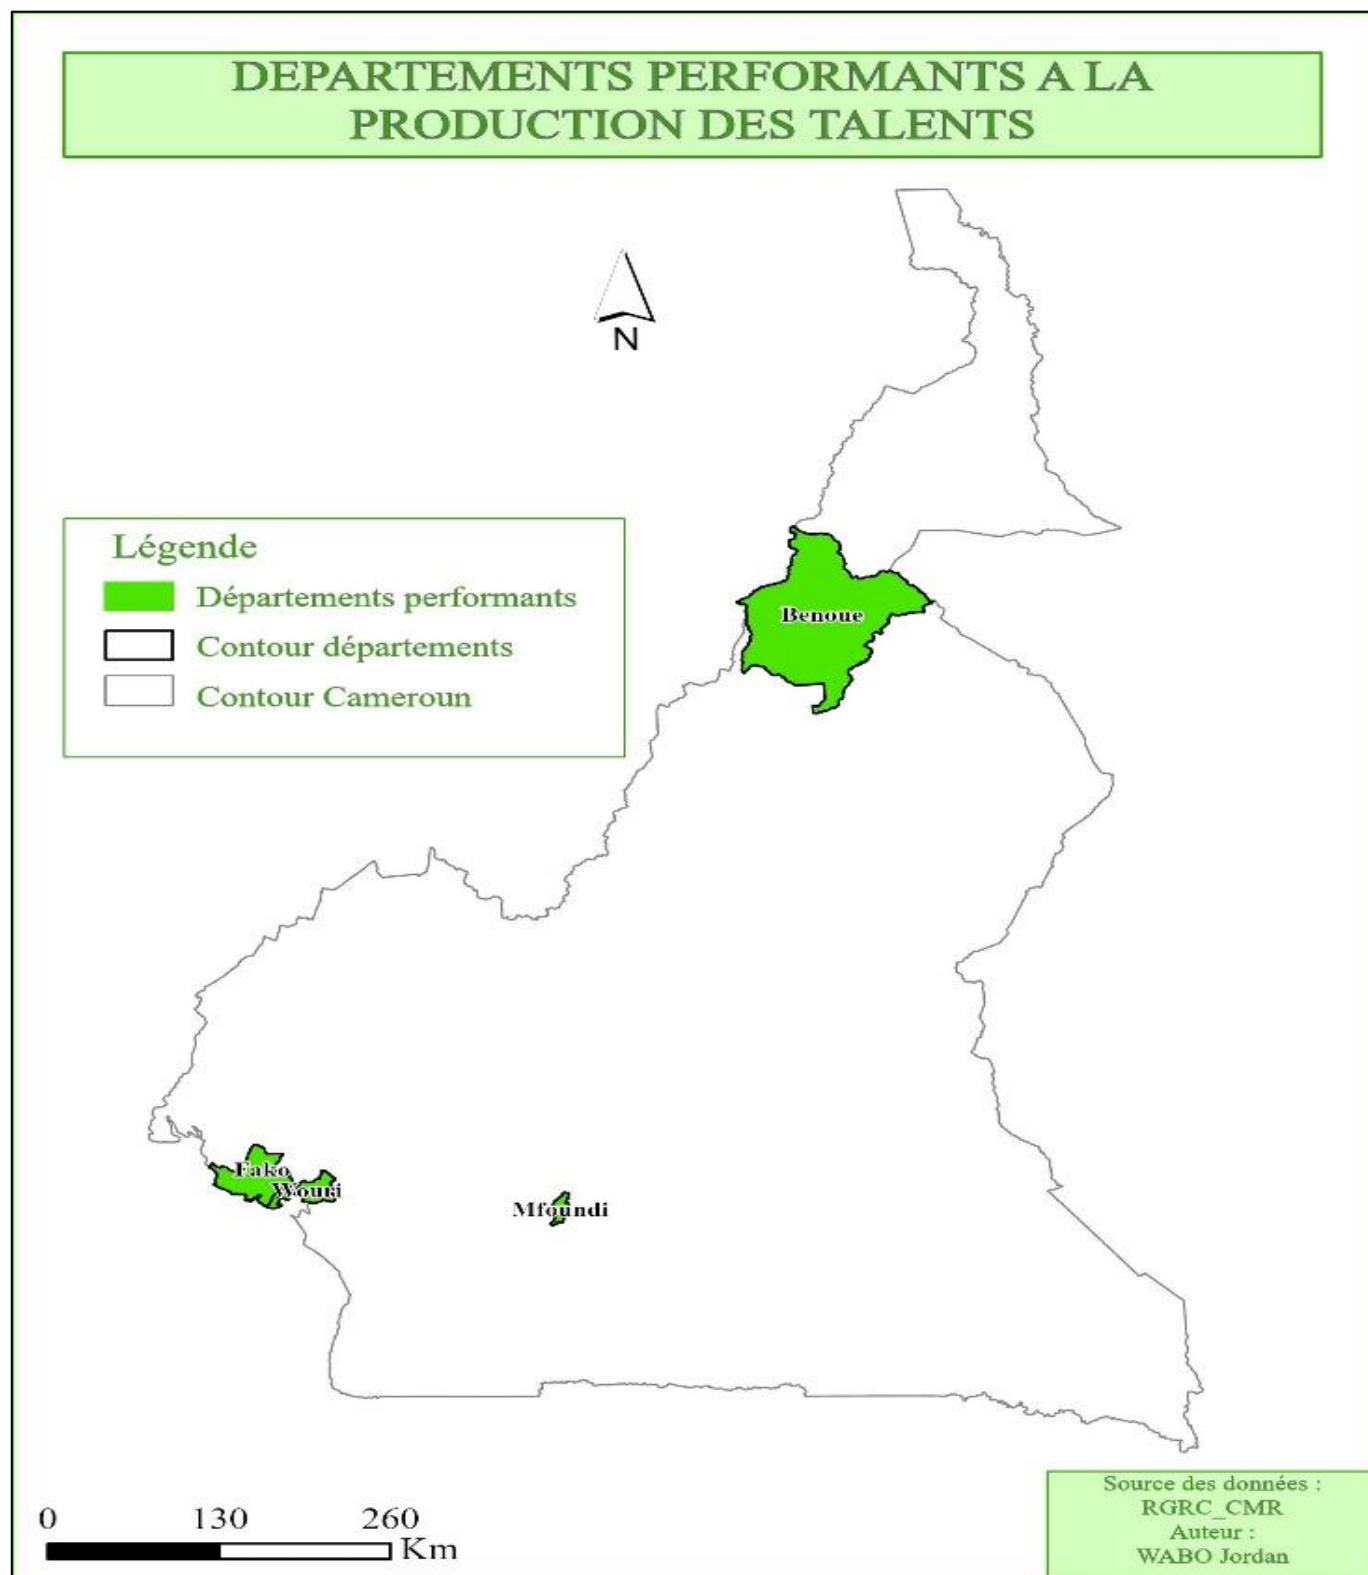 DEPARTEMENTS PERFORMANTS A LA
PRODUCTION DES TALENTS
N
Légende
Départements performants
Contour départements
Contour Cameroun
Benoue
Fako
Wouri
Mfoundi
0 130 260
Km
Source des données :
RGRC_CMR
Auteur :
WABO Jordan